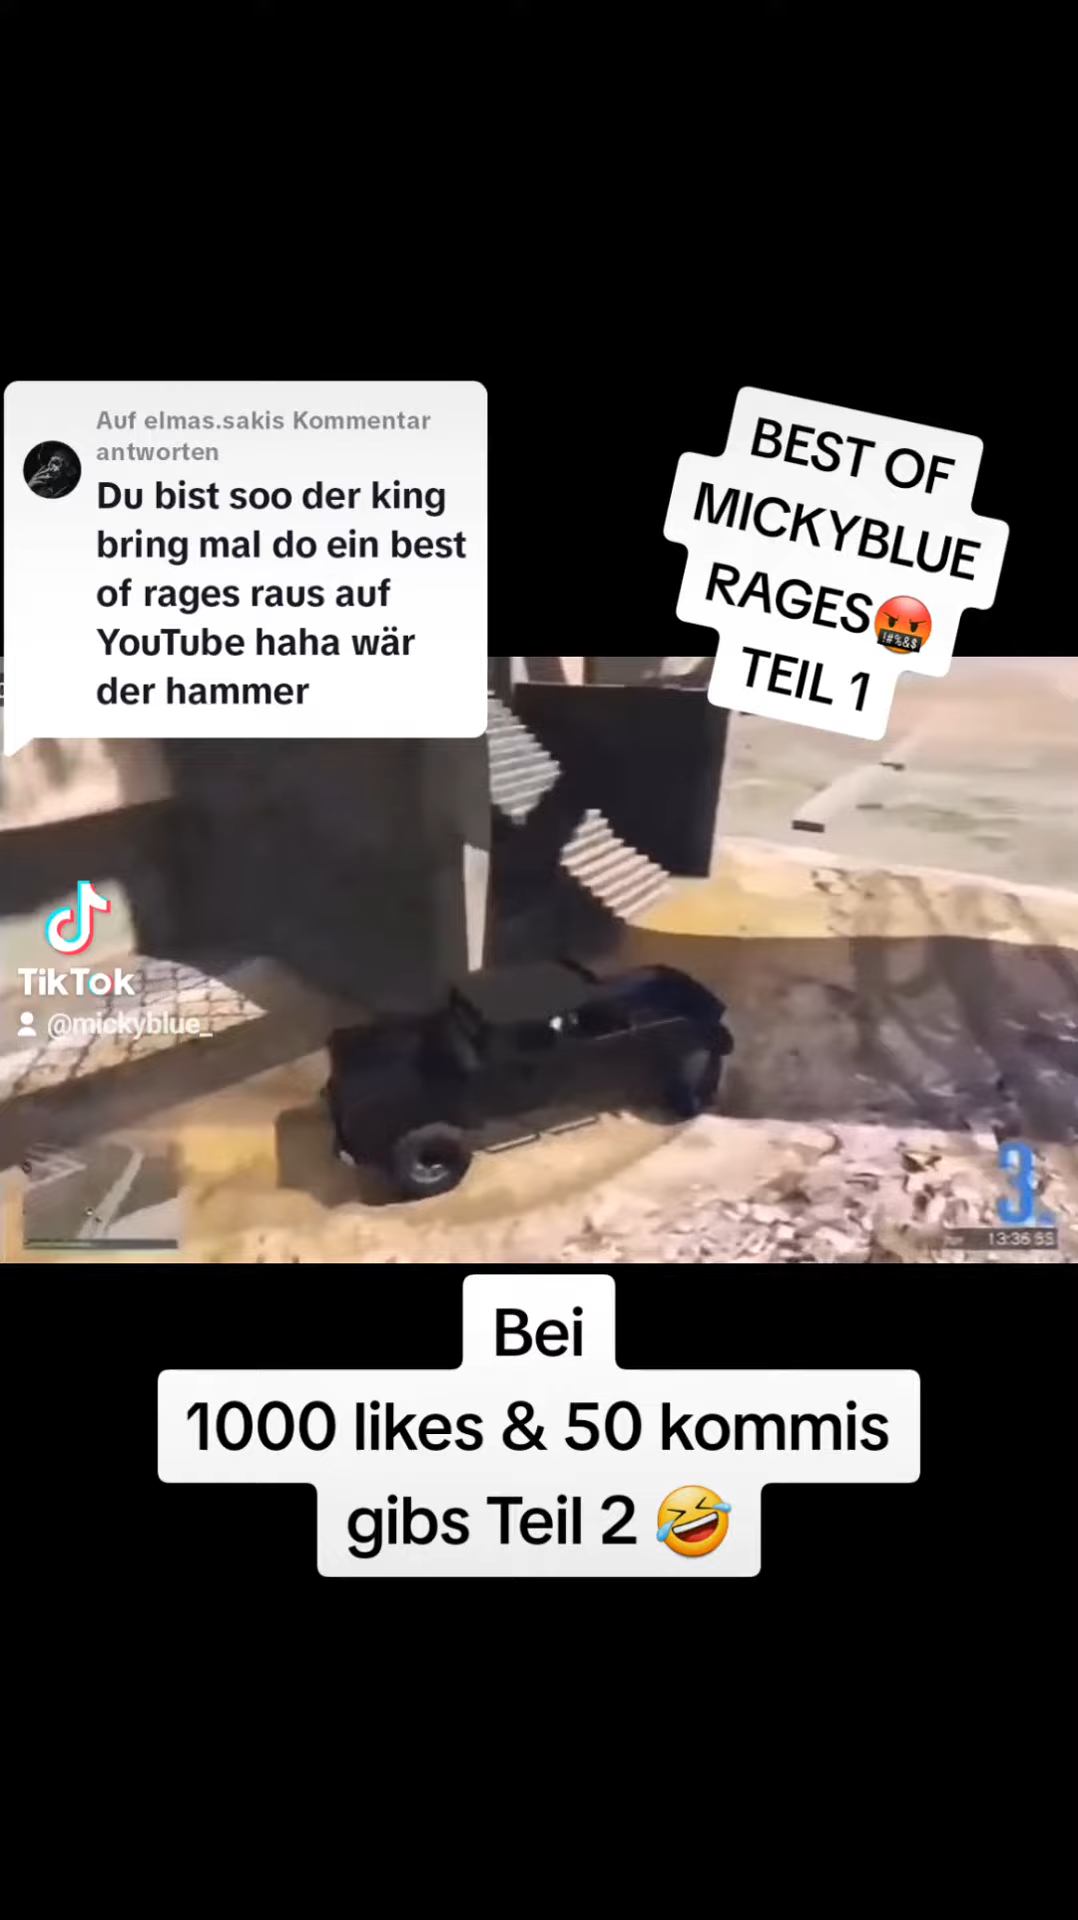 Auf elmas.sakis Kommentar
antworten
Du bist soo der king
bring mal do ein best
of rages raus auf
YouTube haha wär
der hammer
BEST OF
MICKYBLUE
RAGES🤬
TEIL 1
TikTok
@mickyblue_
3.
13:36
Bei
1000 likes & 50 kommis
gibs Teil 2 🤣